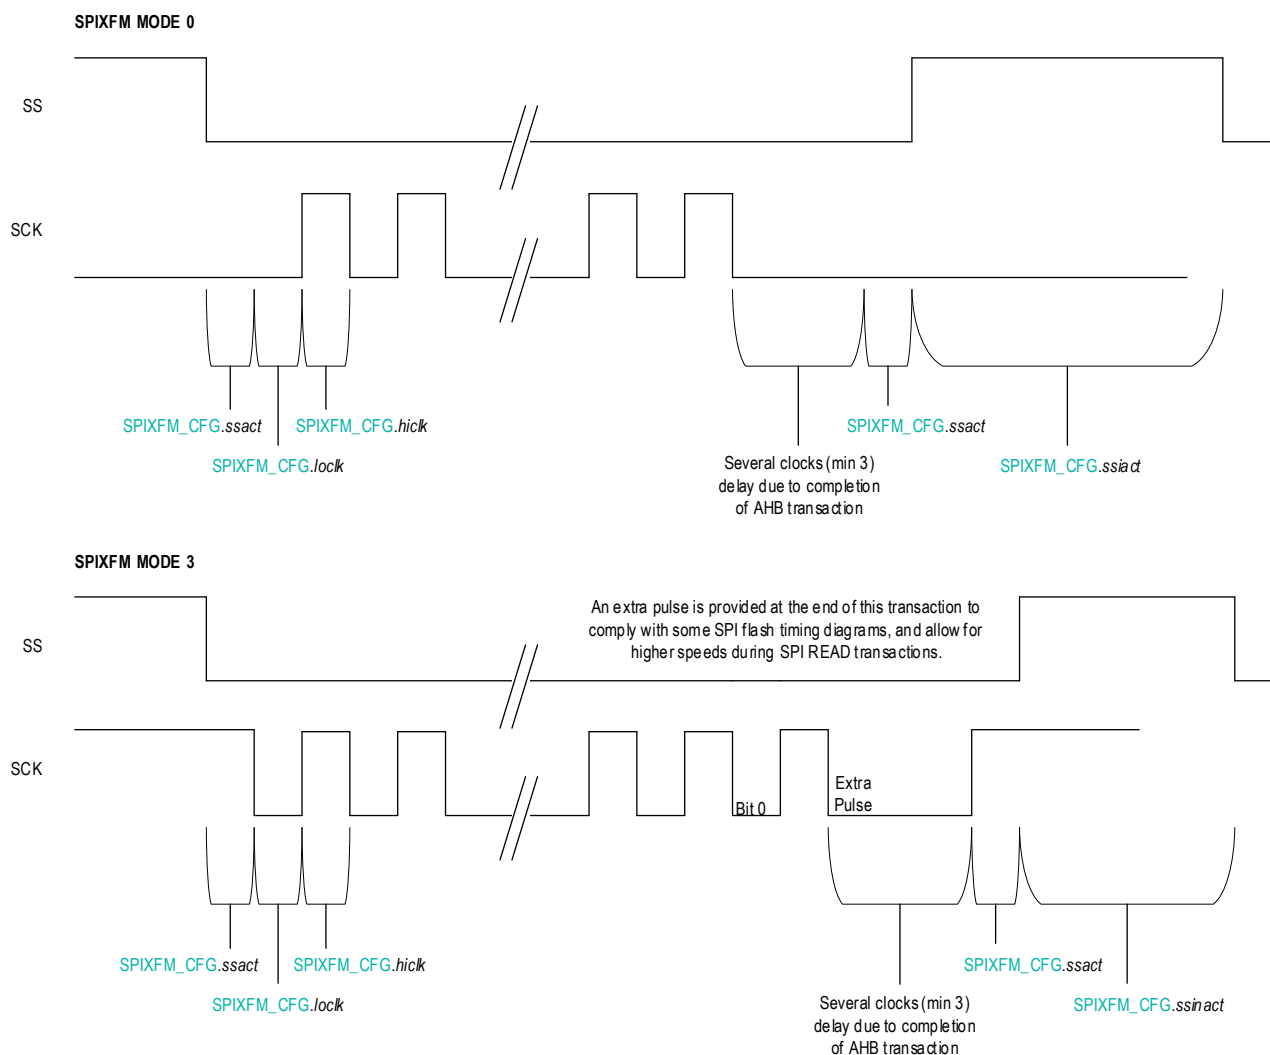 SPIXFM MODE 0
SS
SCK
SPIXFM_CFG.ssact
SPIXFM_CFG.hiclk
SPIXFM_CFG.ssact
SPIXFM_CFG.loclk
Several clocks (min 3)
delay due to completion
of AHB transaction
SPIXFM_CFG.ssiact
SPIXFM MODE 3
An extra pulse is provided at the end of this transaction to
comply with some SPI flash timing diagrams, and allow for
higher speeds during SPI READ transactions.
SS
SCK
Bit 0
Extra
Pulse
SPIXFM_CFG.ssact
SPIXFM_CFG.hiclk
SPIXFM_CFG.ssact
SPIXFM_CFG.loclk
Several clocks (min 3)
delay due to completion
of AHB transaction
SPIXFM_CFG.ssinact